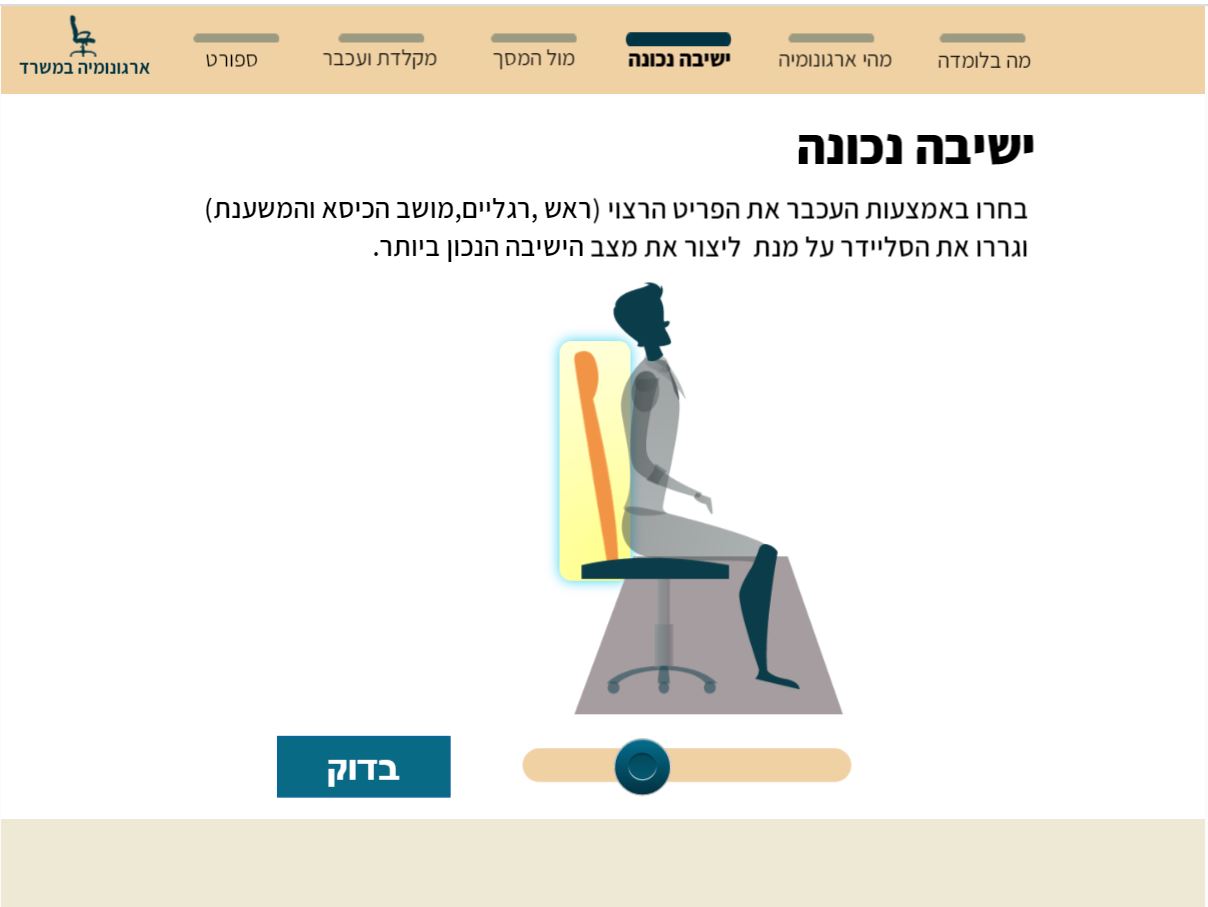 מה בלומדה
מהי ארגונומיה
ישיבה נכונה
מול המסך
מקלדת ועכבר
ספורט
ארגונומיה במשרד
ישיבה נכונה
בחרו באמצעות העכבר את הפריט הרצוי (ראש ,רגליים,מושב הכיסא והמשענת)
וגררו את הסליידר על מנת ליצור את מצב הישיבה הנכון ביותר.
בדוק